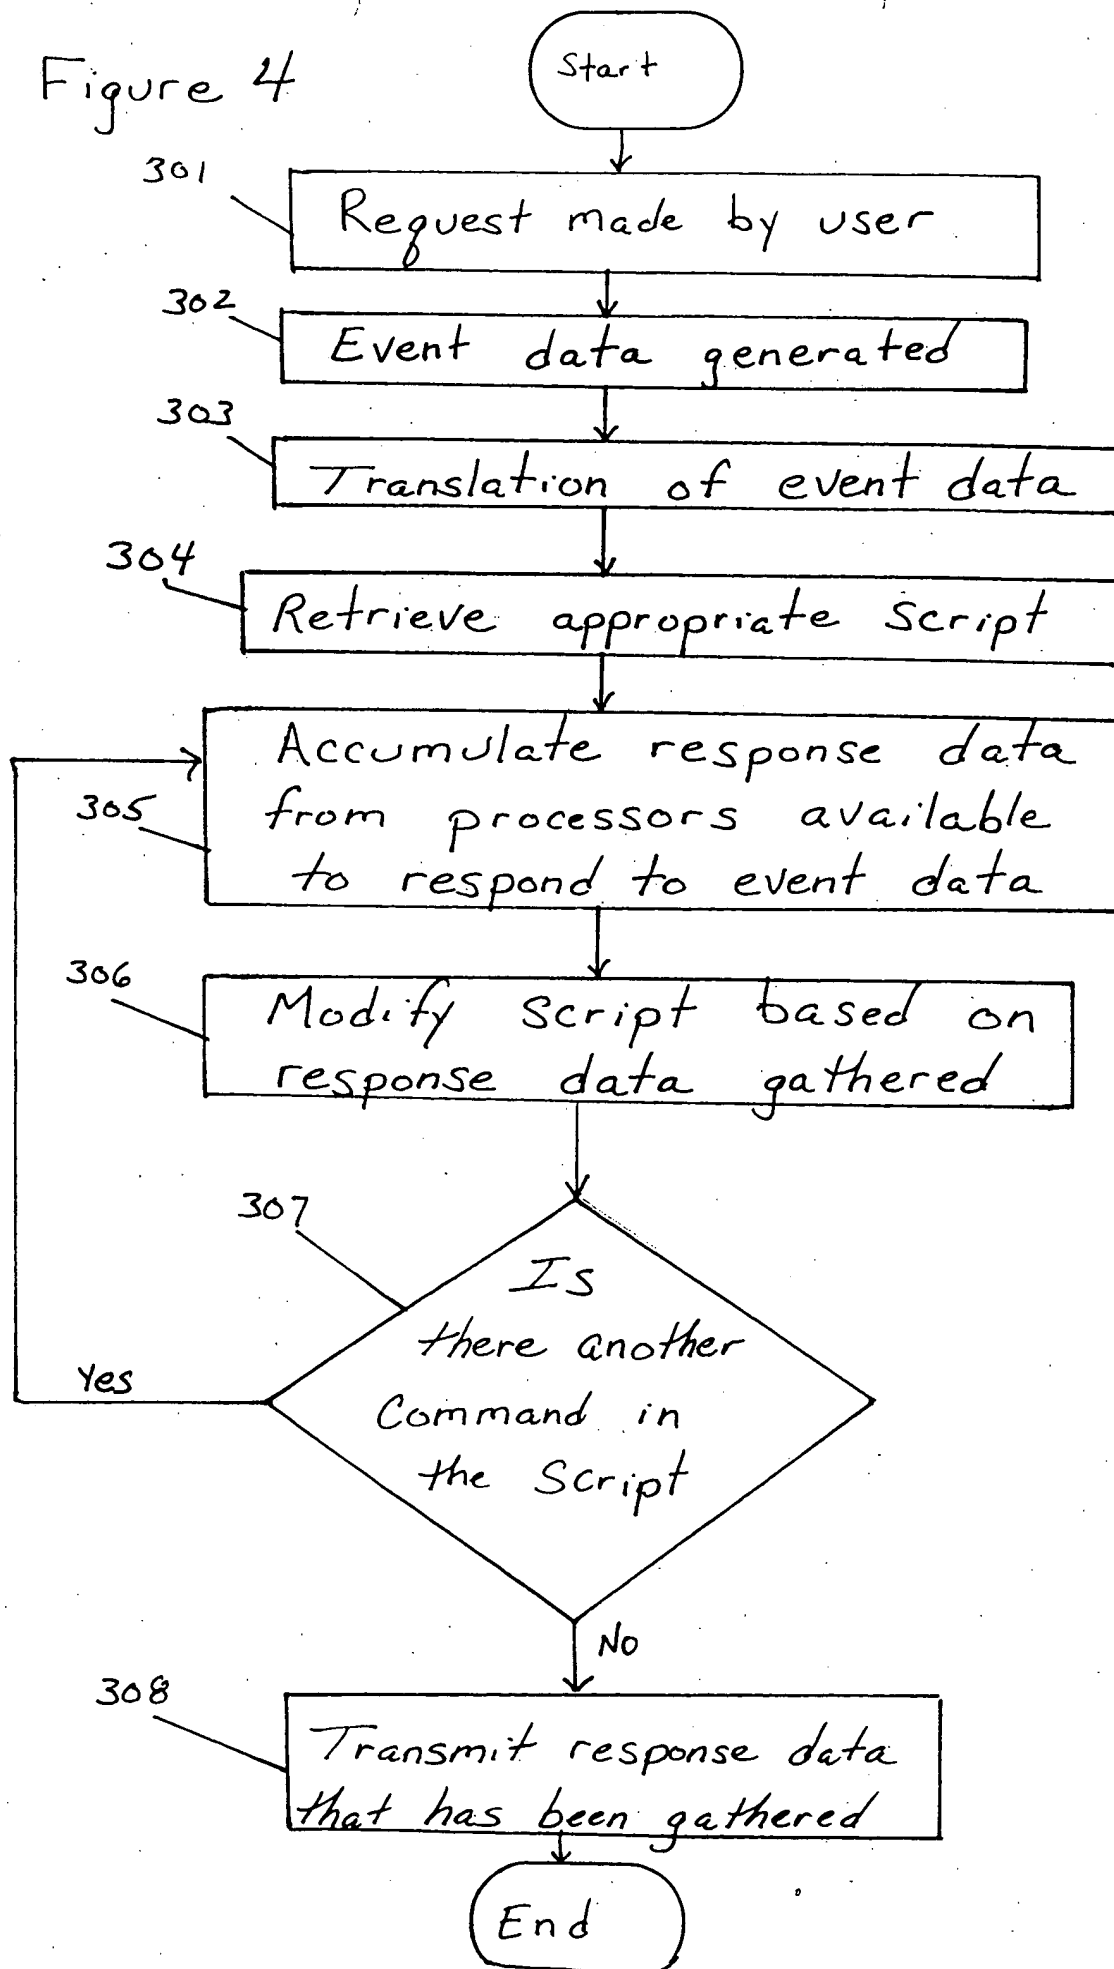 Figure 4
Start
301
Request made by user
302
Event data generated
303
Translation of event data
304
Retrieve appropriate Script
305
Accumulate response data
from processors available
to respond to event data
306
Modify Script based on
response data gathered
307
Is
there another
Command in
the Script
Yes
No
308
Transmit response data
that has been gathered
End